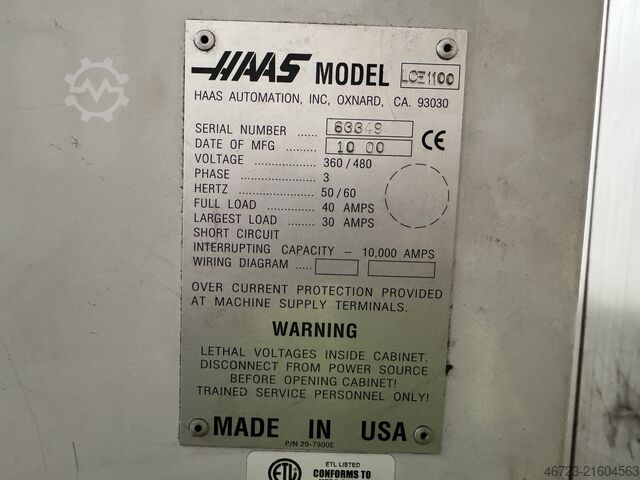 HAAS MODEL LCE1100
HAAS AUTOMATION, INC, OXNARD, CA. 93030
SERIAL NUMBER ..... 63349
DATE OF MFG ......... 10 00
VOLTAGE ................. 360/480
PHASE ..................... 3
HERTZ ..................... 50/60
FULL LOAD .............. 40 AMPS
LARGEST LOAD ....... 30 AMPS
SHORT CIRCUIT
INTERRUPTING CAPACITY – 10,000 AMPS
WIRING DIAGRAM .....
CE
OVER CURRENT PROTECTION PROVIDED
AT MACHINE SUPPLY TERMINALS.
WARNING
LETHAL VOLTAGES INSIDE CABINET.
DISCONNECT FROM POWER SOURCE
BEFORE OPENING CABINET!
TRAINED SERVICE PERSONNEL ONLY!
MADE IN USA
P/N 29-7900E
ETL LISTED
CONFORMS TO
ETL
46723-21604563